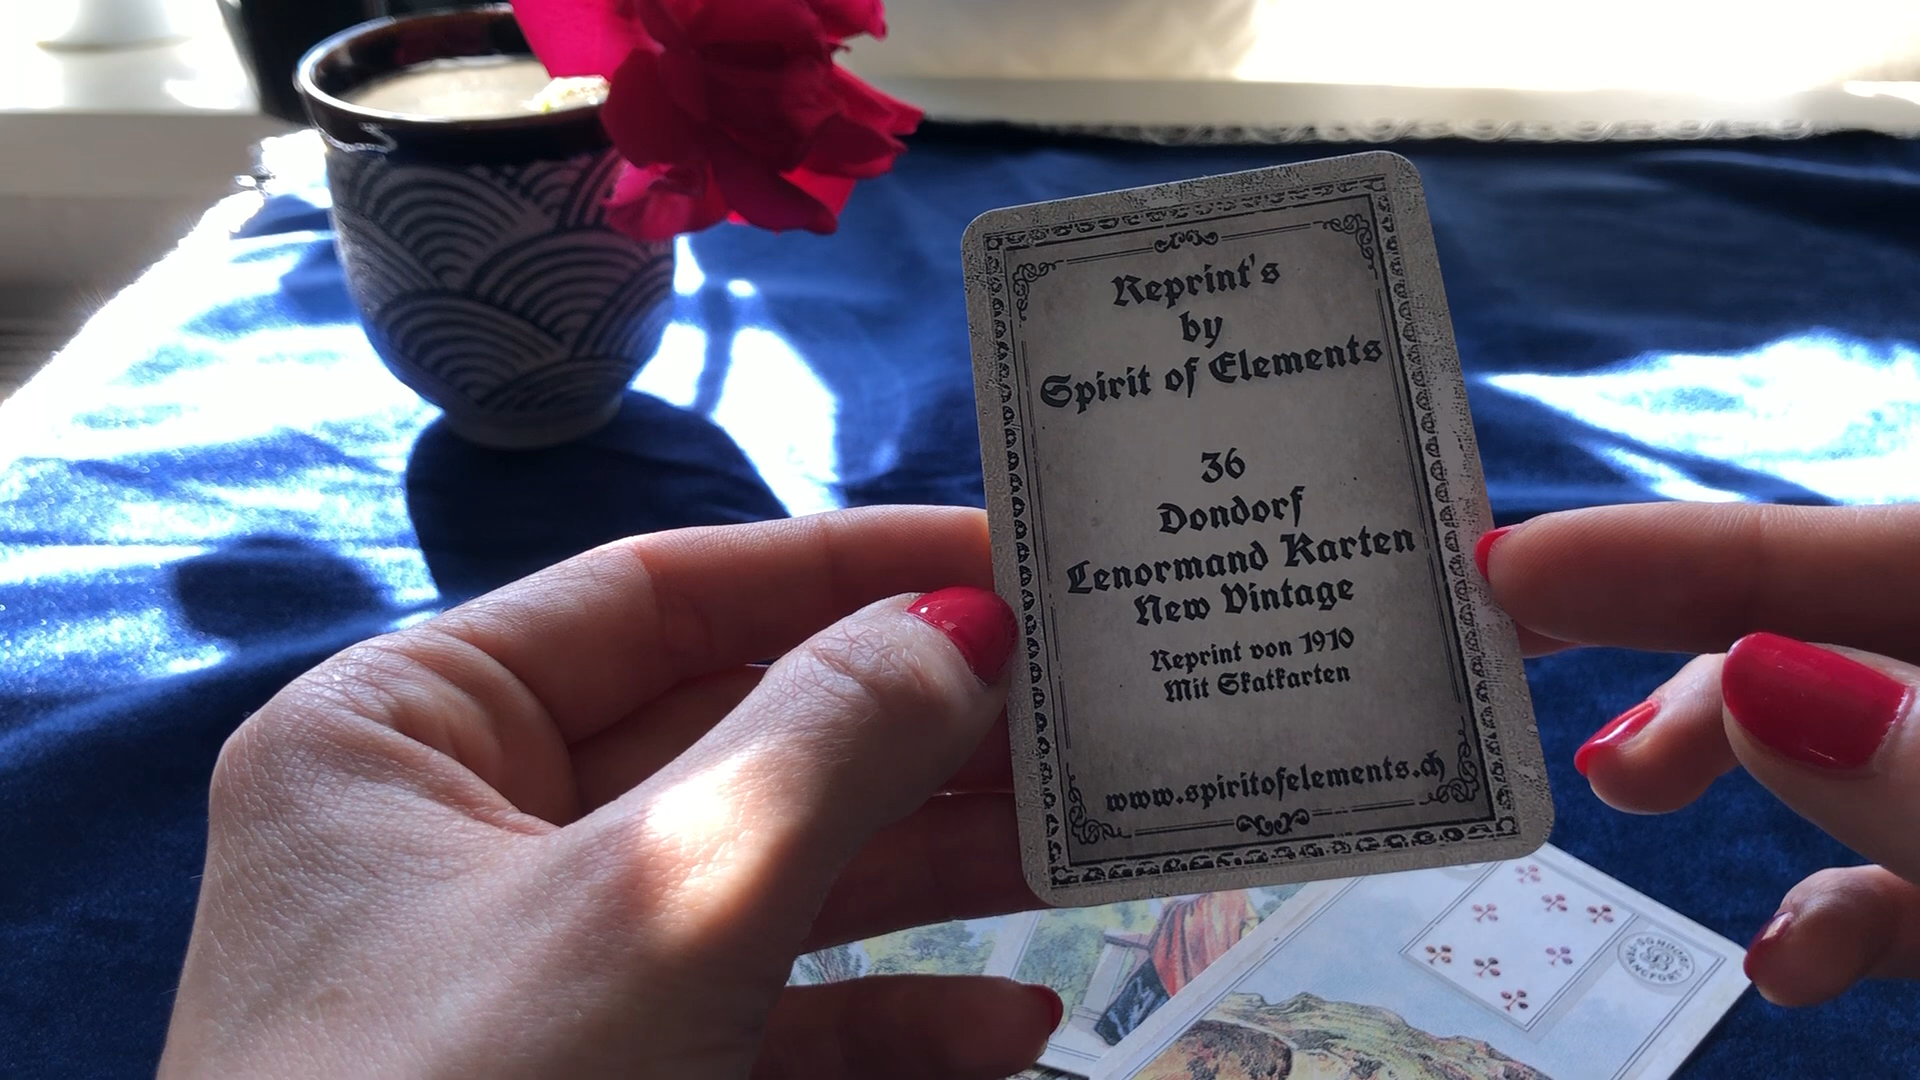 Reprint's
by
Spirit of Elements
36
Dondorf
Lenormand Karten
New Vintage
Reprint von 1910
Mit Skatkarten
www.spiritofelements.ch